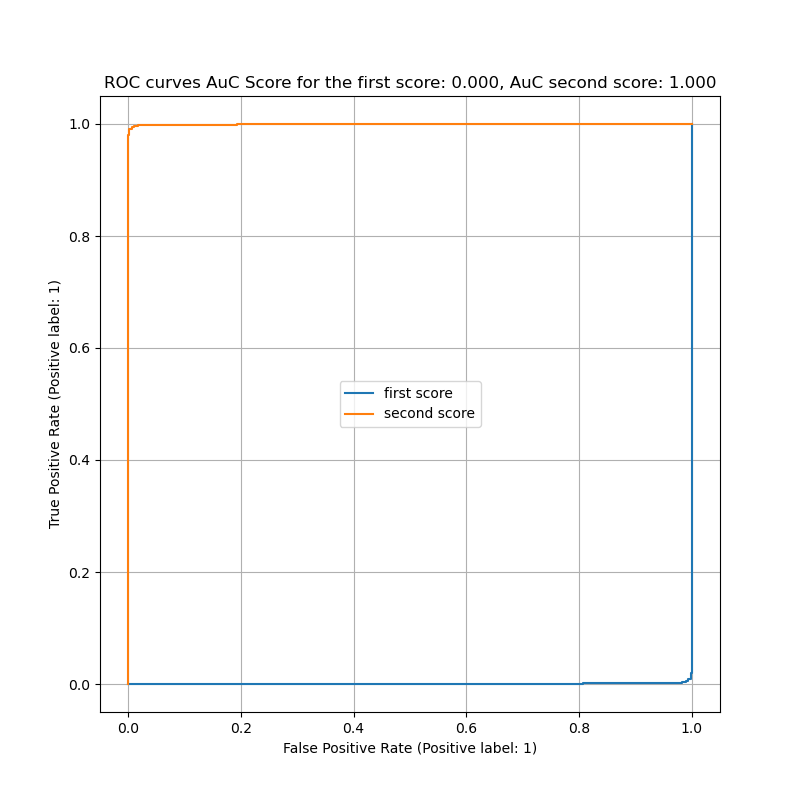 ROC curves AuC Score for the first score: 0.000, AuC second score: 1.000
1.0
0.8
0.6
0.4
0.2
0.0
True Positive Rate (Positive label: 1)
first score
second score
0.0 0.2 0.4 0.6 0.8 1.0
False Positive Rate (Positive label: 1)